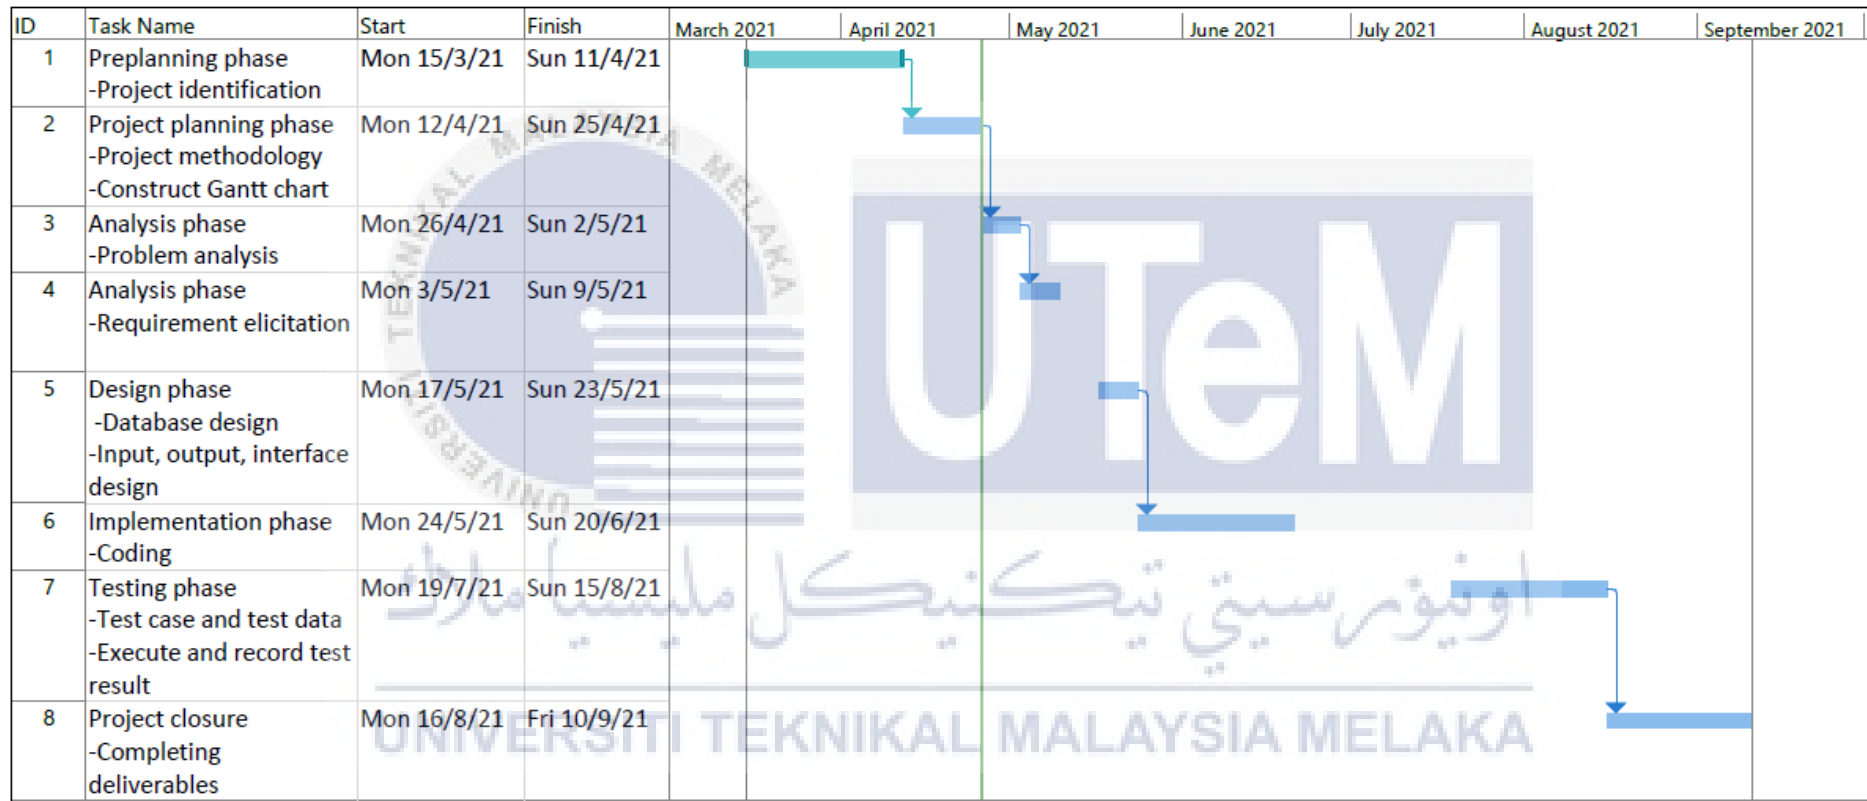 ID Task Name Start Finish March 2021 April 2021 May 2021 June 2021 July 2021 August 2021 September 2021
1 Preplanning phase Mon 15/3/21 Sun 11/4/21
-Project identification
2 Project planning phase Mon 12/4/21 Sun 25/4/21
-Project methodology
-Construct Gantt chart
3 Analysis phase Mon 26/4/21 Sun 2/5/21
-Problem analysis
4 Analysis phase Mon 3/5/21 Sun 9/5/21
-Requirement elicitation
5 Design phase Mon 17/5/21 Sun 23/5/21
-Database design
-Input, output, interface
design
6 Implementation phase Mon 24/5/21 Sun 20/6/21
-Coding
7 Testing phase Mon 19/7/21 Sun 15/8/21
-Test case and test data
-Execute and record test
result
8 Project closure Mon 16/8/21 Fri 10/9/21
-Completing
deliverables
UNIVERSITI TEKNIKAL MALAYSIA MELAKA
UTeM
اونيۏرسيتي تيكنيكل مليسيا ملاك
UNIVERSITI TEKNIKAL MALAYSIA MELAKA